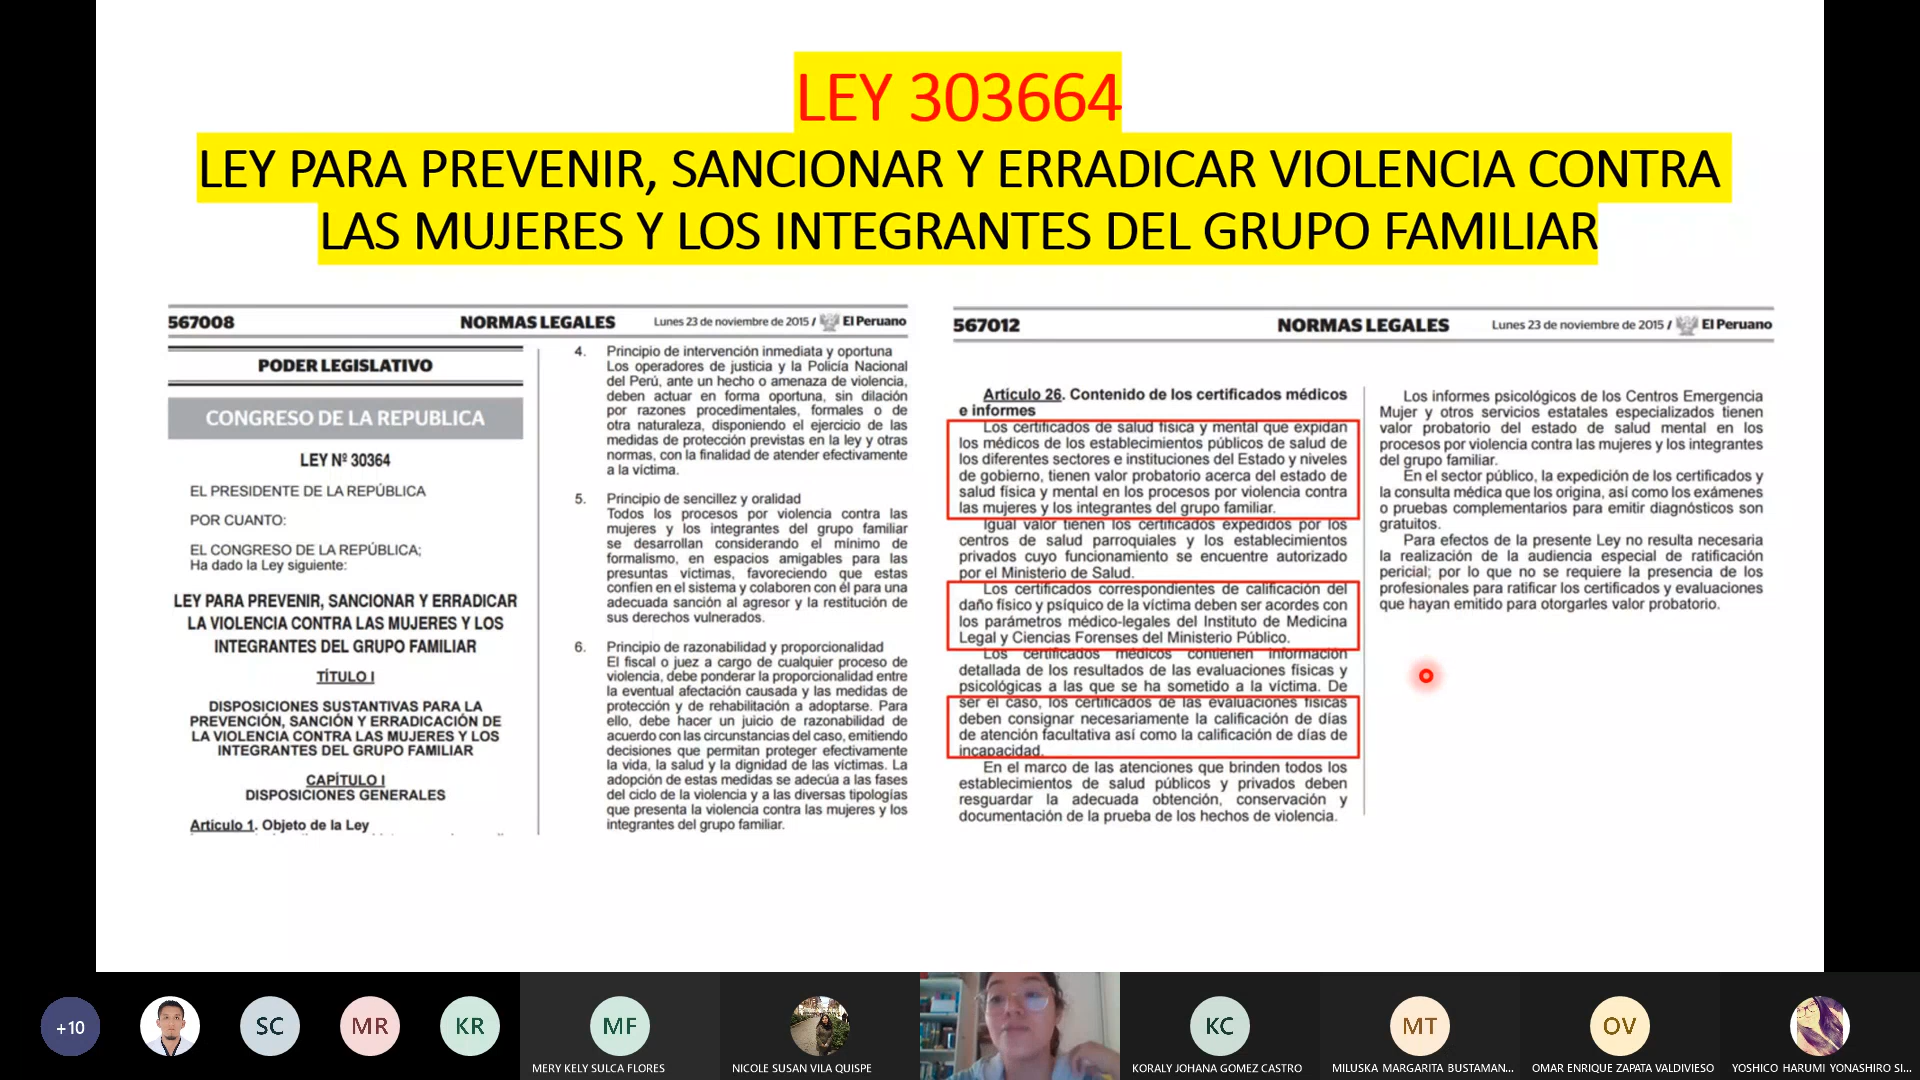 LEY 303664
LEY PARA PREVENIR, SANCIONAR Y ERRADICAR VIOLENCIA CONTRA
LAS MUJERES Y LOS INTEGRANTES DEL GRUPO FAMILIAR
567008
NORMAS LEGALES
Lunes 23 de noviembre de 2015 /
El Peruano
PODER LEGISLATIVO
CONGRESO DE LA REPUBLICA
LEY Nº 30364
EL PRESIDENTE DE LA REPÚBLICA
POR CUANTO:
EL CONGRESO DE LA REPÚBLICA;
Ha dado la Ley siguiente:
LEY PARA PREVENIR, SANCIONAR Y ERRADICAR
LA VIOLENCIA CONTRA LAS MUJERES Y LOS
INTEGRANTES DEL GRUPO FAMILIAR
TÍTULO I
DISPOSICIONES SUSTANTIVAS PARA LA
PREVENCIÓN, SANCIÓN Y ERRADICACIÓN DE
LA VIOLENCIA CONTRA LAS MUJERES Y LOS
INTEGRANTES DEL GRUPO FAMILIAR
CAPÍTULO I
DISPOSICIONES GENERALES
Artículo 1. Objeto de la Ley
4. Principio de intervención inmediata y oportuna
Los operadores de justicia y la Policía Nacional
del Perú, ante un hecho o amenaza de violencia,
deben actuar en forma oportuna, sin dilación
por razones procedimentales, formales o de
otra naturaleza, disponiendo el ejercicio de las
medidas de protección previstas en la ley y otras
normas, con la finalidad de atender efectivamente
a la víctima.
5. Principio de sencillez y oralidad
Todos los procesos por violencia contra las
mujeres y los integrantes del grupo familiar
se desarrollan considerando el mínimo de
formalismo, en espacios amigables para las
presuntas víctimas, favoreciendo que estas
confíen en el sistema y colaboren con él para una
adecuada sanción al agresor y la restitución de
sus derechos vulnerados.
6. Principio de razonabilidad y proporcionalidad
El fiscal o juez a cargo de cualquier proceso de
violencia, debe ponderar la proporcionalidad entre
la eventual afectación causada y las medidas de
protección y de rehabilitación a adoptarse. Para
ello, debe hacer un juicio de razonabilidad de
acuerdo con las circunstancias del caso, emitiendo
decisiones que permitan proteger efectivamente
la vida, la salud y la dignidad de las víctimas. La
adopción de estas medidas se adecúa a las fases
del ciclo de la violencia y a las diversas tipologías
que presenta la violencia contra las mujeres y los
integrantes del grupo familiar.
567012
NORMAS LEGALES
Lunes 23 de noviembre de 2015 /
El Peruano
Artículo 26. Contenido de los certificados médicos
e informes
Los certificados de salud física y mental que expidan
los médicos de los establecimientos públicos de salud de
los diferentes sectores e instituciones del Estado y niveles
de gobierno, tienen valor probatorio acerca del estado de
salud física y mental en los procesos por violencia contra
las mujeres y los integrantes del grupo familiar.
Igual valor tienen los certificados expedidos por los
centros de salud parroquiales y los establecimientos
privados cuyo funcionamiento se encuentre autorizado
por el Ministerio de Salud.
Los certificados correspondientes de calificación del
daño físico y psíquico de la víctima deben ser acordes con
los parámetros médico-legales del Instituto de Medicina
Legal y Ciencias Forenses del Ministerio Público.
Los certificados médicos contienen información
detallada de los resultados de las evaluaciones físicas y
psicológicas a las que se ha sometido a la víctima. De
ser el caso, los certificados de las evaluaciones físicas
deben consignar necesariamente la calificación de días
de atención facultativa así como la calificación de días de
incapacidad.
En el marco de las atenciones que brinden todos los
establecimientos de salud públicos y privados deben
resguardar la adecuada obtención, conservación y
documentación de la prueba de los hechos de violencia.
Los informes psicológicos de los Centros Emergencia
Mujer y otros servicios estatales especializados tienen
valor probatorio del estado de salud mental en los
procesos por violencia contra las mujeres y los integrantes
del grupo familiar.
En el sector público, la expedición de los certificados y
la consulta médica que los origina, así como los exámenes
o pruebas complementarios para emitir diagnósticos son
gratuitos.
Para efectos de la presente Ley no resulta necesaria
la realización de la audiencia especial de ratificación
pericial; por lo que no se requiere la presencia de los
profesionales para ratificar los certificados y evaluaciones
que hayan emitido para otorgarles valor probatorio.
+10
SC
MR
KR
MF
KC
MT
OV
MERY KELY SULCA FLORES
NICOLE SUSAN VILA QUISPE
KORALY JOHANA GOMEZ CASTRO
MILUSKA MARGARITA BUSTAMAN...
OMAR ENRIQUE ZAPATA VALDIVIESO
YOSHICO HARUMI YONASHIRO SI...